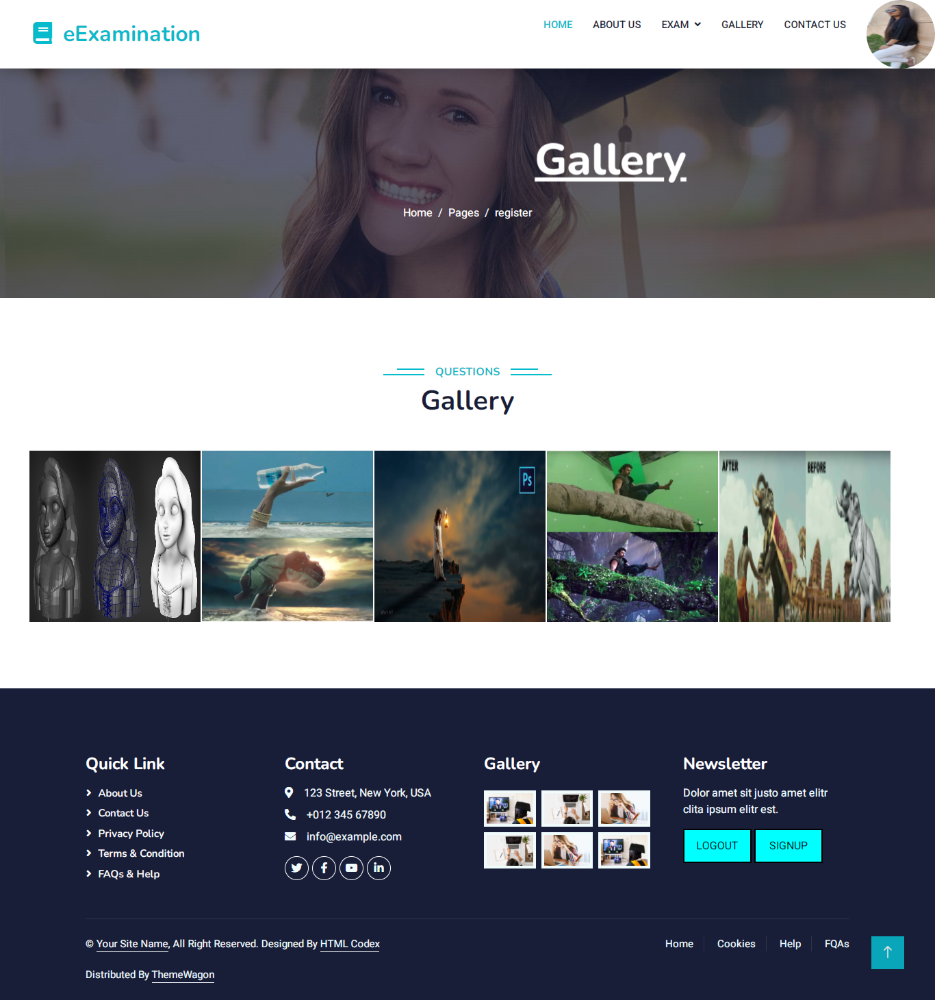 eExamination
HOME
ABOUT US
EXAM
GALLERY
CONTACT US
Gallery
Home / Pages / register
QUESTIONS
Gallery
Ps
AFTER
BEFORE
Quick Link
About Us
Contact Us
Privacy Policy
Terms & Condition
FAQs & Help
Contact
123 Street, New York, USA
+012 345 67890
info@example.com
Gallery
Newsletter
Dolor amet sit justo amet elitr
clita ipsum elitr est.
LOGOUT
SIGNUP
© Your Site Name, All Right Reserved. Designed By HTML Codex
Distributed By ThemeWagon
Home
Cookies
Help
FQAs